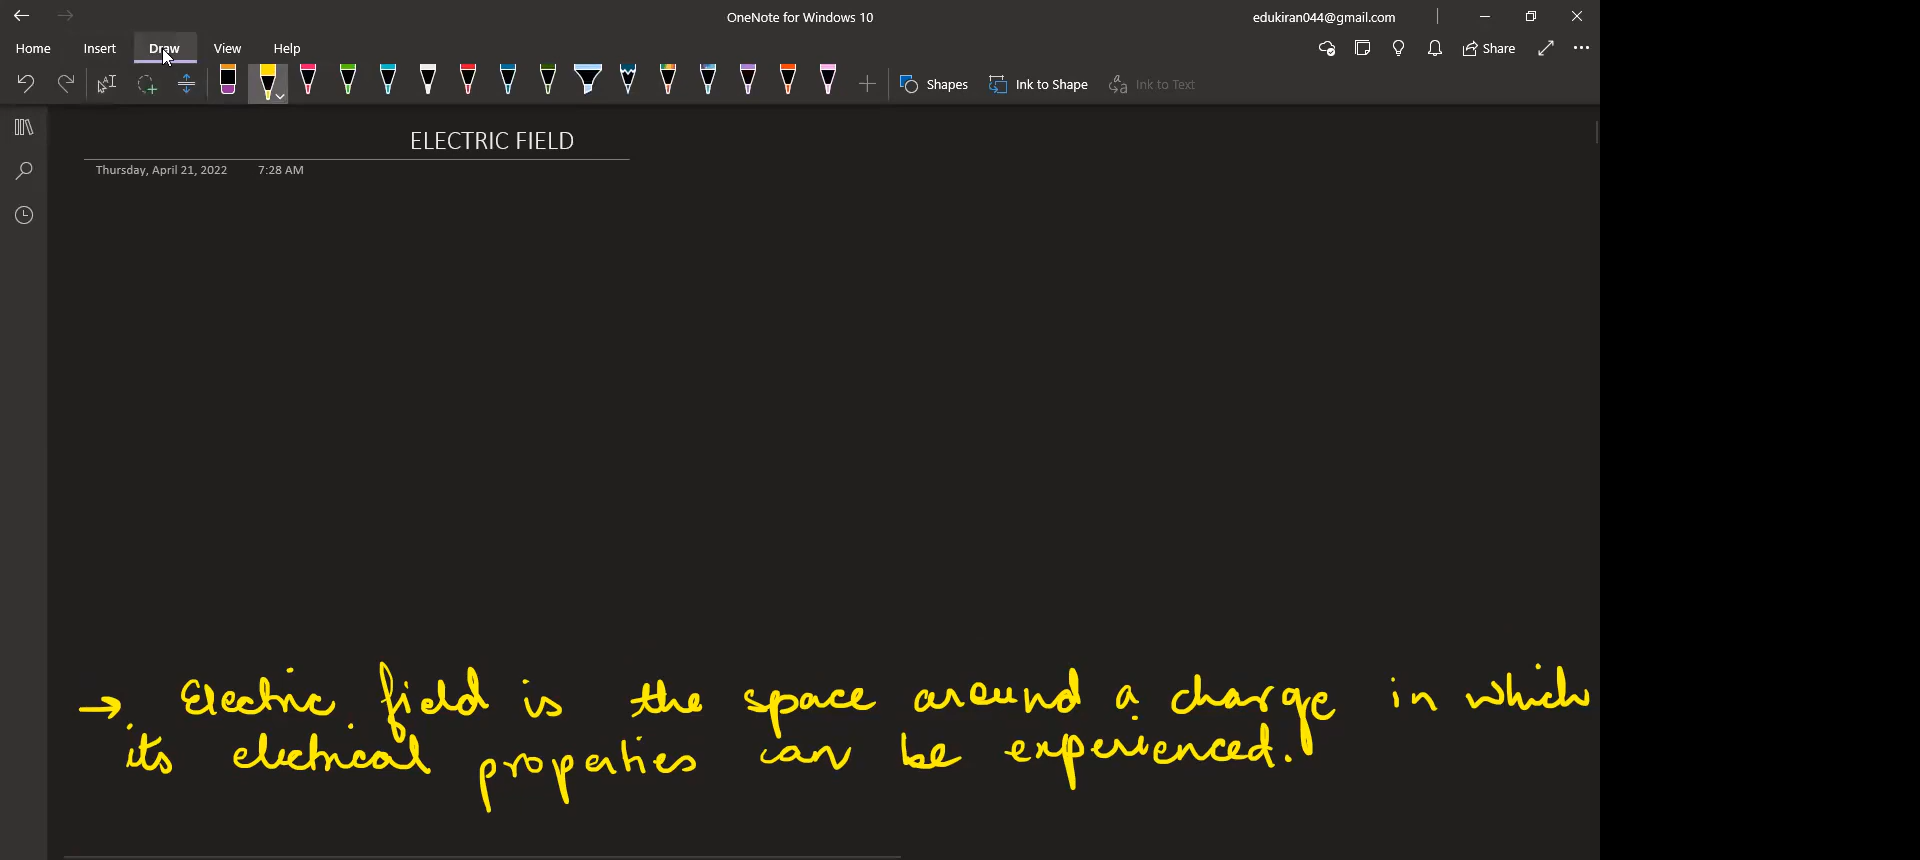 OneNote for Windows 10
edukiran044@gmail.com
Home Insert Draw View Help
Share
Shapes Ink to Shape Ink to Text
ELECTRIC FIELD
Thursday, April 21, 2022 7:28 AM
→ Electric field is the space around a charge in which
its electrical properties can be experienced.